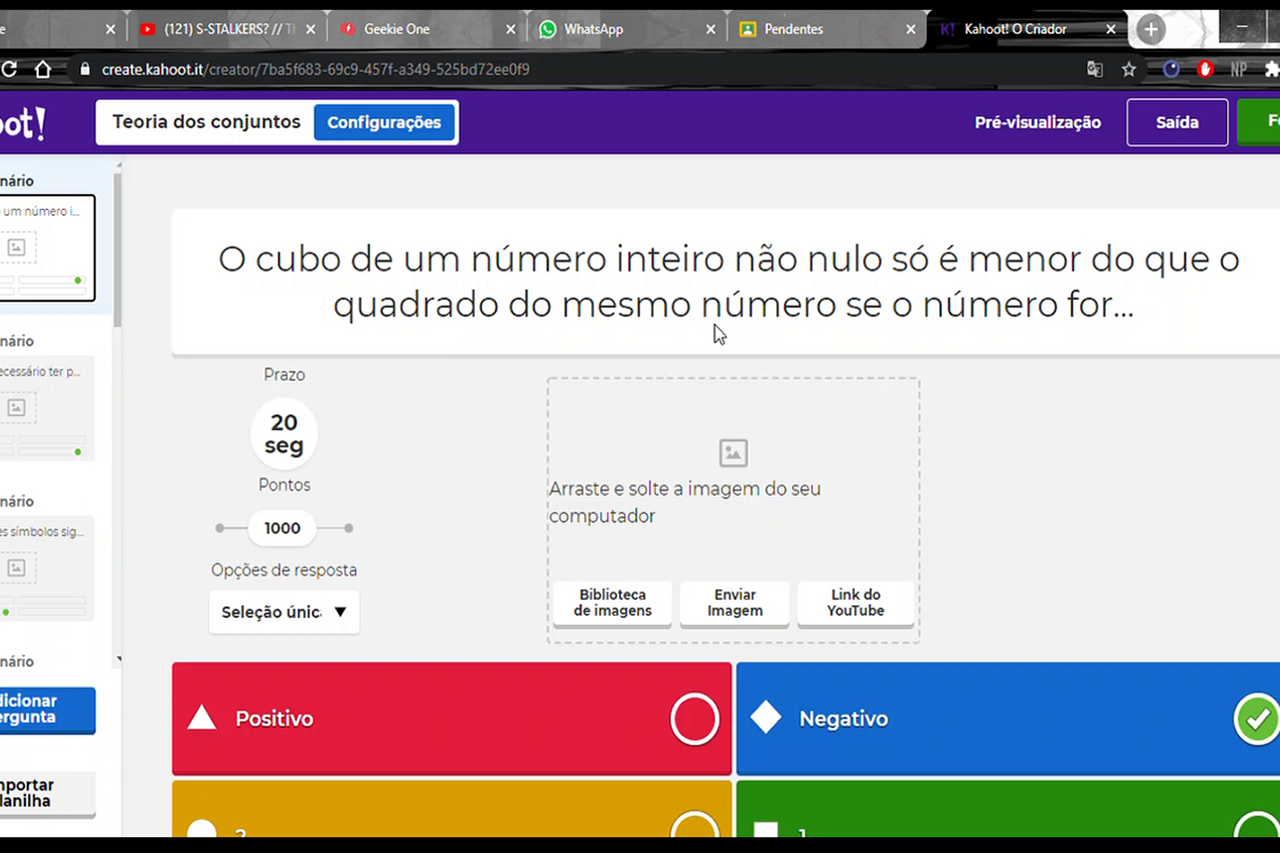 e
(121) S-STALKERS? // T
Geekie One
WhatsApp
Pendentes
Kahoot! O Criador
create.kahoot.it/creator/7ba5f683-69c9-457f-a349-525bd72ee0f9
NP
oot!
Teoria dos conjuntos
Configurações
Pré-visualização
Saída
Fe
nário
um número i...
nário
ecessário ter p...
nário
es símbolos sig...
nário
dicionar
ergunta
mportar
lanilha
O cubo de um número inteiro não nulo só é menor do que o
quadrado do mesmo número se o número for...
Prazo
20
seg
Pontos
1000
Opções de resposta
Seleção únic
Arraste e solte a imagem do seu
computador
Biblioteca
de imagens
Enviar
Imagem
Link do
YouTube
Positivo
Negativo